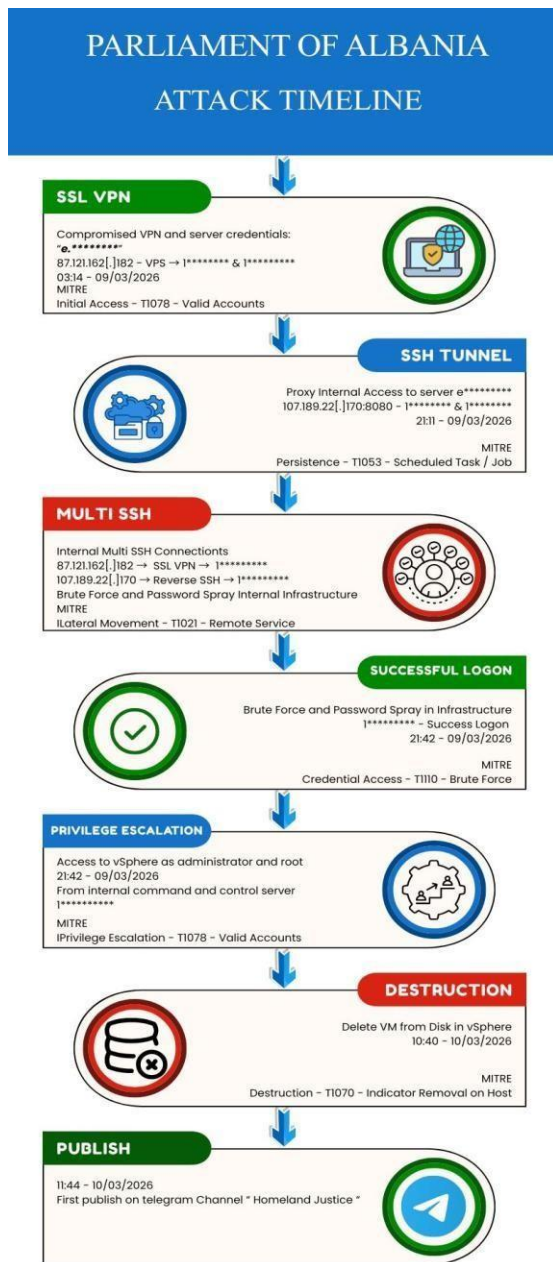 PARLIAMENT OF ALBANIA
ATTACK TIMELINE
SSL VPN
Compromised VPN and server credentials:
"e.********"
87.121.162[.]182 - VPS → 1******** & 1*********
03:14 - 09/03/2026
MITRE
Initial Access - T1078 - Valid Accounts
SSH TUNNEL
Proxy Internal Access to server e*********
107.189.22[.]170:8080 - 1******** & 1********
21:11 - 09/03/2026
MITRE
Persistence - T1053 - Scheduled Task / Job
MULTI SSH
Internal Multi SSH Connectionts
87.121.162[.]182 → SSL VPN → 1*********
107.189.22[.]170 → Reverse SSH → 1*********
Brute Force and Password Spray Internal Infrastructure
MITRE
lLateral Movement - T1021 - Remote Service
SUCCESSFUL LOGON
Brute Force and Password Spray in Infrastructure
1********* - Success Logon
21:42 - 09/03/2026
MITRE
Credential Access - T1110 - Brute Force
PRIVILEGE ESCALATION
Access to vSphere as administrator and root
21:42 - 09/03/2026
From internal command and control server
1**********
MITRE
lPrivilege Escalation - T1078 - Valid Accounts
DESTRUCTION
Delete VM from Disk in vSphere
10:40 - 10/03/2026
MITRE
Destruction - T1070 - Indicator Removal on Host
PUBLISH
11:44 - 10/03/2026
First publish on telegram Channel " Homeland Justice "